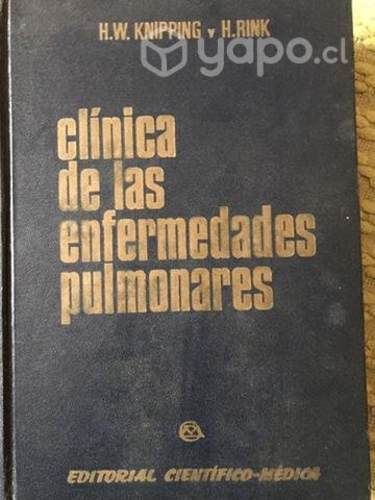 H.W. KNIPPING y H.RINK
yapo.cl
clínica
de las
enfermedades
pulmonares
EDITORIAL CIENTÍFICO-MÉDICA